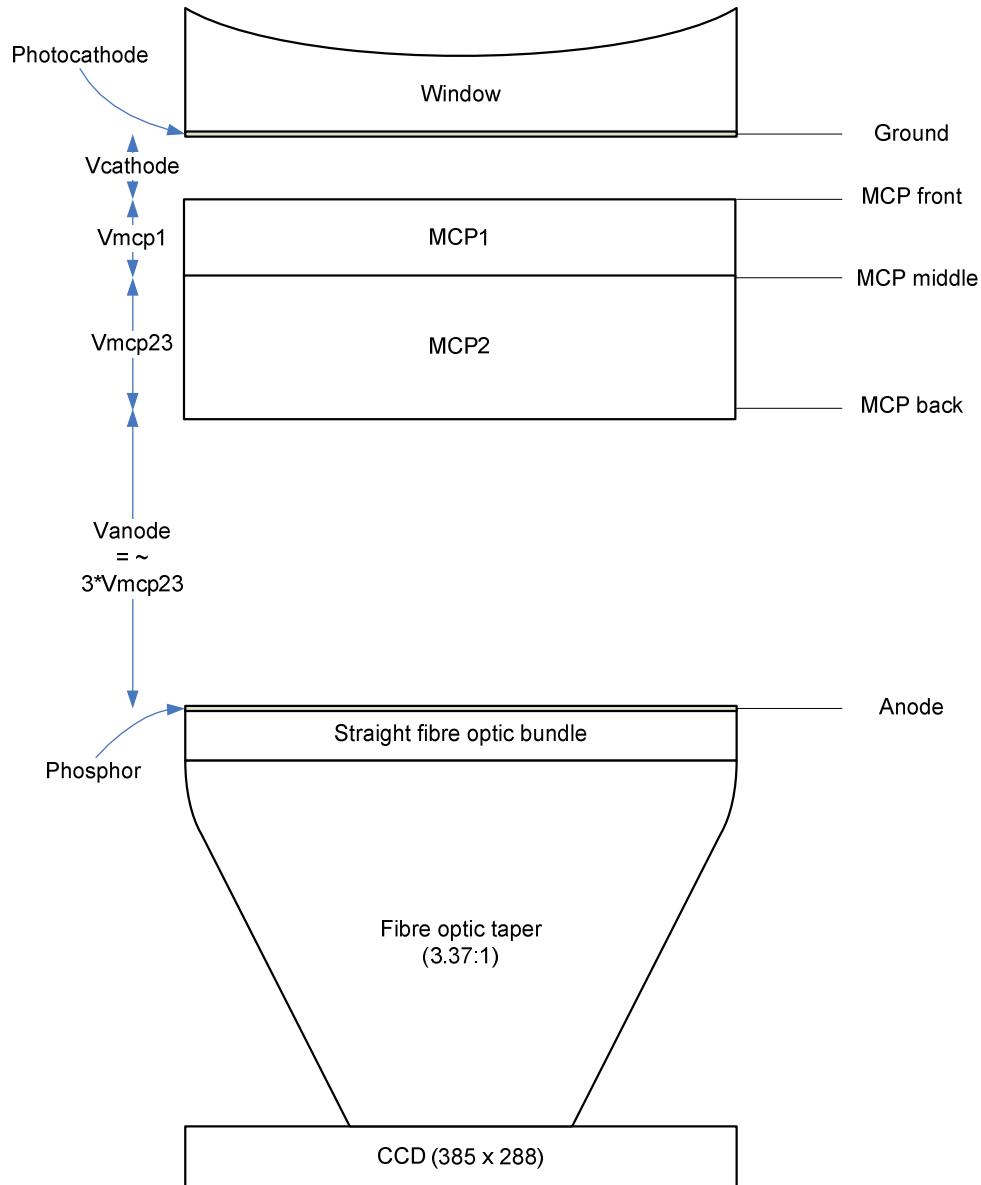 Photocathode
Window
Ground
Vcathode
MCP front
Vmcp1
MCP1
MCP middle
Vmcp23
MCP2
MCP back
Vanode
= ~
3*Vmcp23
Anode
Straight fibre optic bundle
Phosphor
Fibre optic taper
(3.37:1)
CCD (385 x 288)